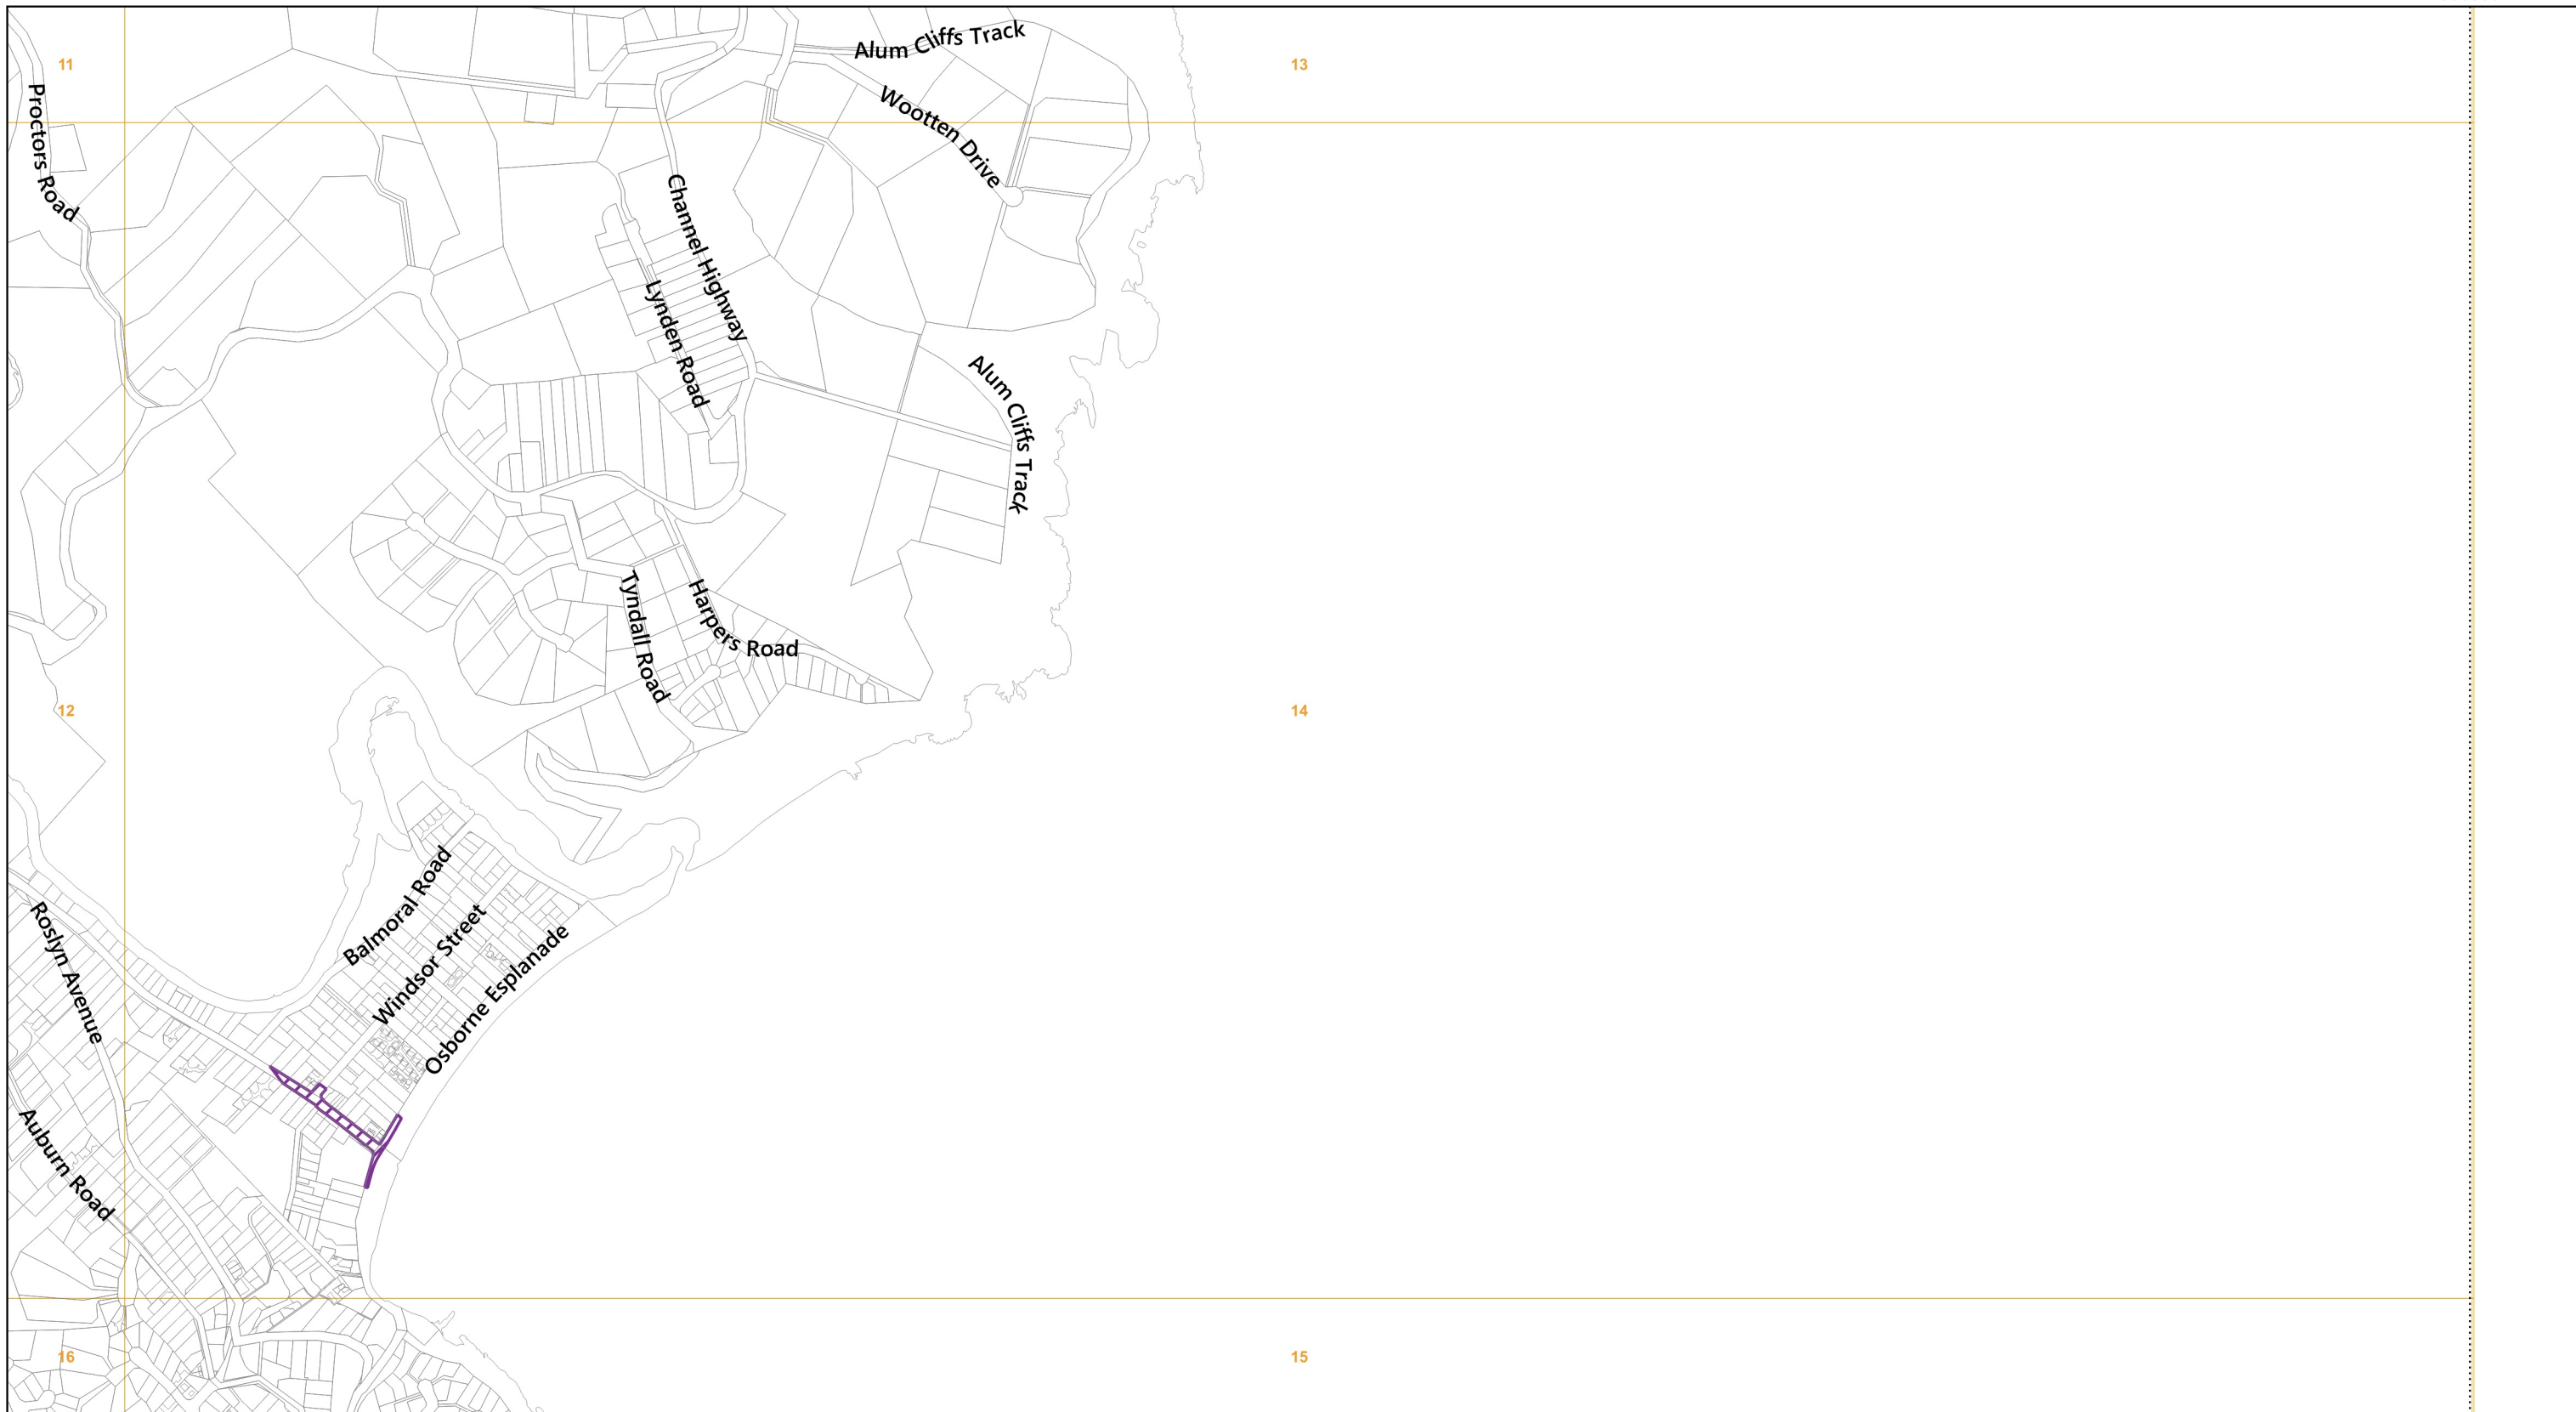 Alum Cliffs Track
11
13
Proctors Road
Wootten Drive
Channel Highway
Lynden Road
Alum Cliffs Track
Tyndall Road
Harpers Road
12
14
Balmoral Road
Windsor Street
Osborne Esplanade
Roslyn Avenue
Auburn Road
16
15